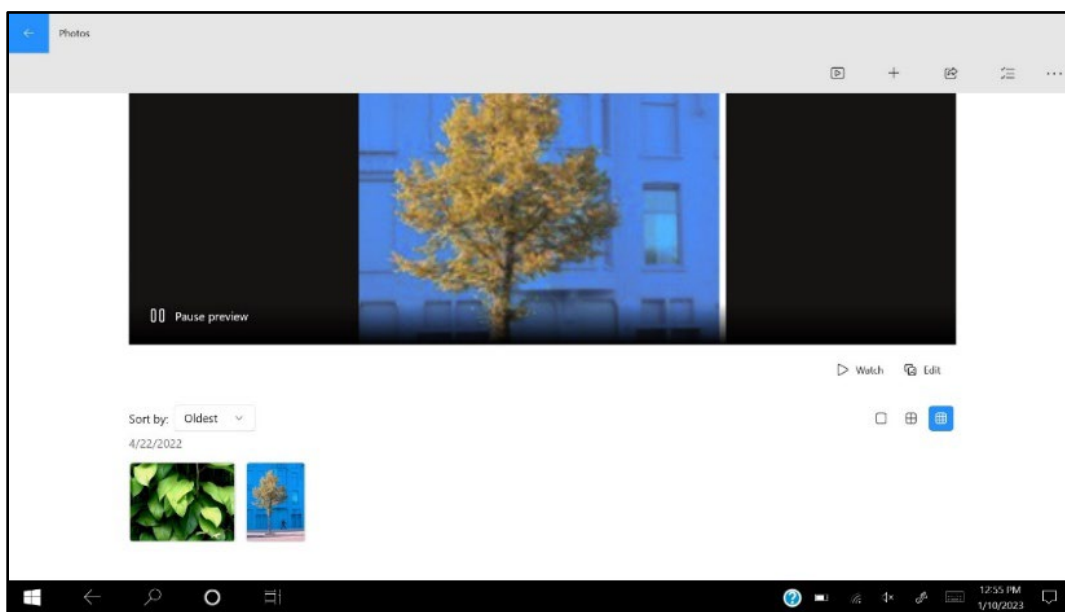 Photos
Pause preview
Watch Edit
Sort by: Oldest
4/22/2022
12:55 PM
1/10/2023